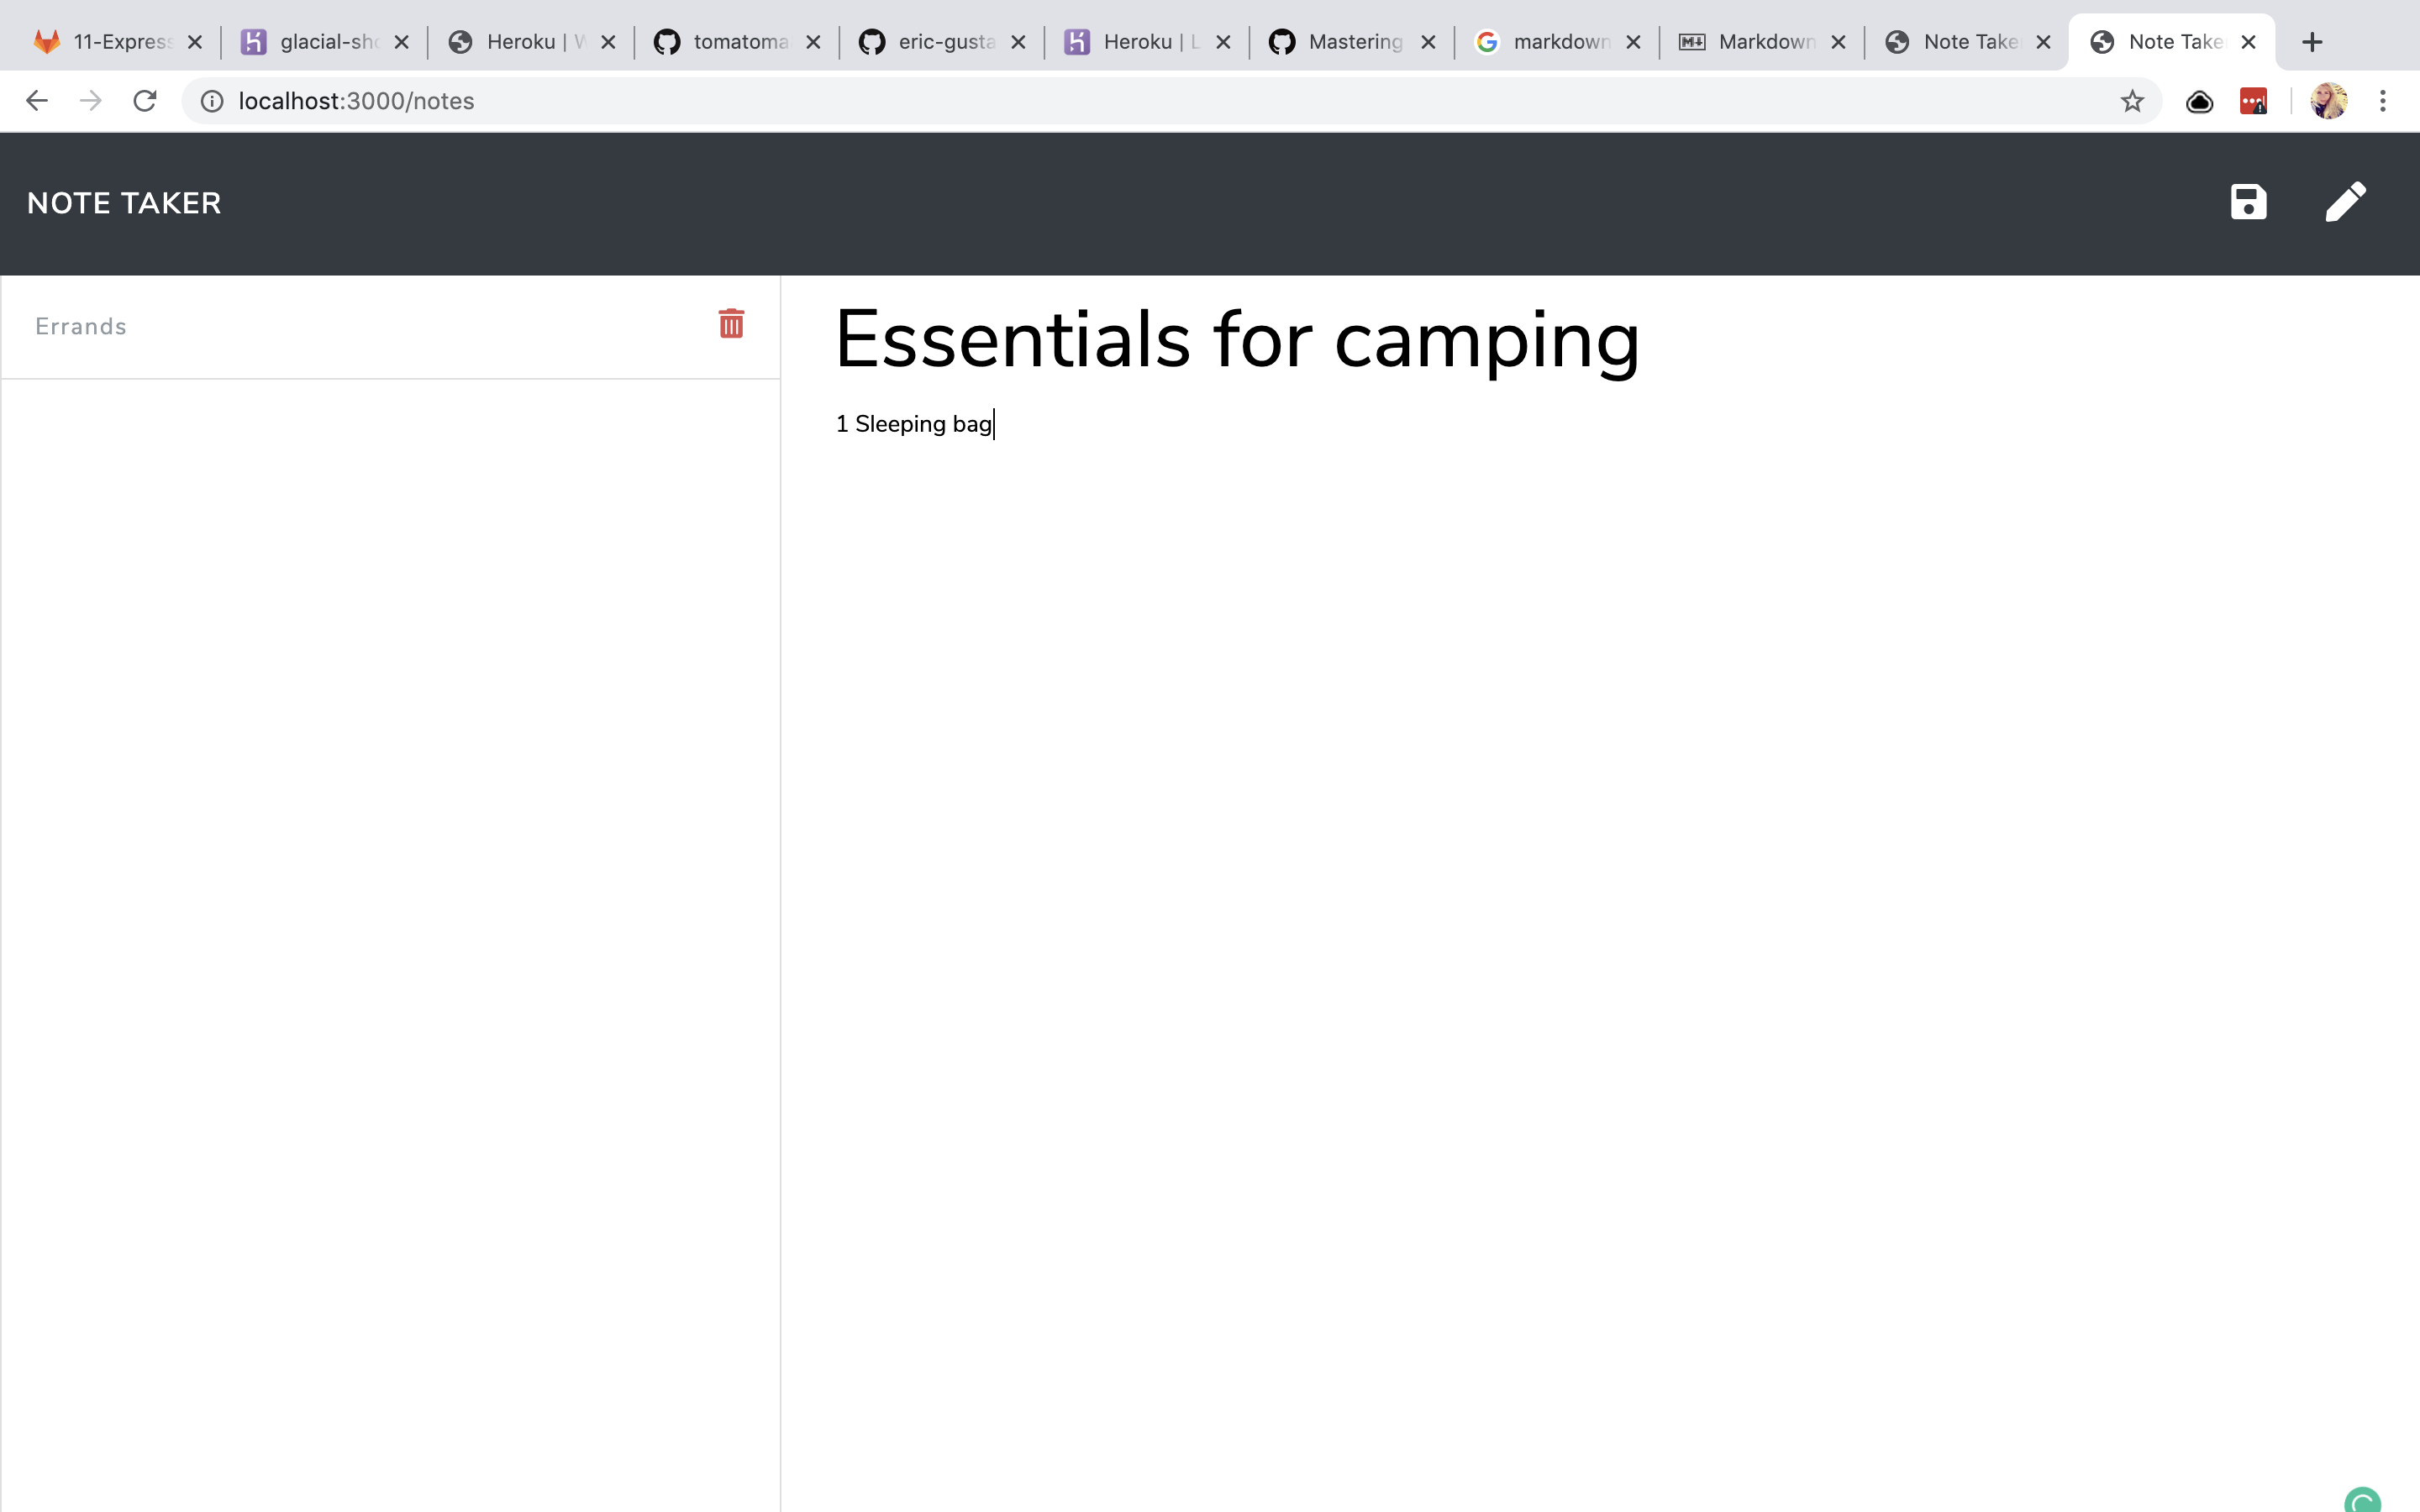 11-Express
glacial-sho
Heroku | W
tomatoma
eric-gusta
Heroku | L
Mastering
markdown
Markdown
Note Take
Note Take
localhost:3000/notes
NOTE TAKER
Errands
Essentials for camping
1 Sleeping bag